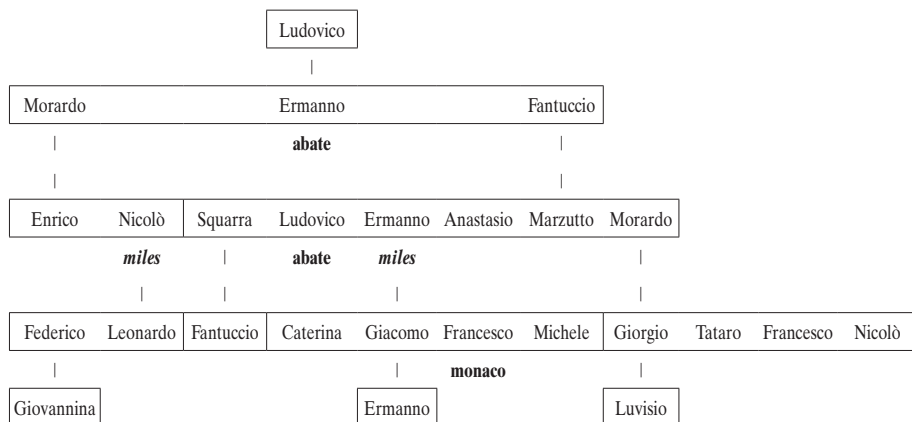 Ludovico
|
Morardo Ermanno Fantuccio
| abate |
| |
Enrico Nicolò Squarra Ludovico Ermanno Anastasio Marzutto Morardo
miles | abate miles |
| | | |
Federico Leonardo Fantuccio Caterina Giacomo Francesco Michele Giorgio Tataro Francesco Nicolò
| | monaco |
Giovannina Ermanno Luvisio